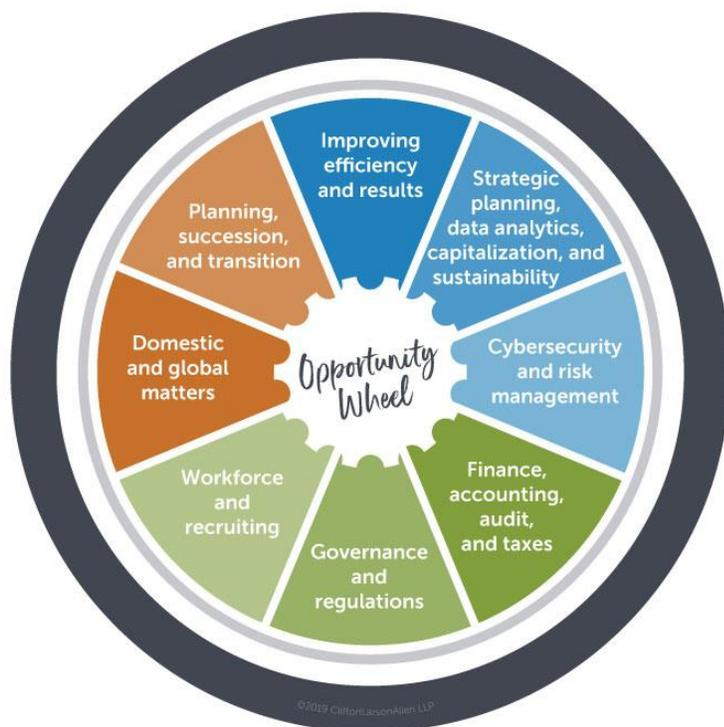 Improving
efficiency
and results
Strategic
planning,
data analytics,
capitalization, and
sustainability
Cybersecurity
and risk
management
Finance,
accounting,
audit,
and taxes
Governance
and
regulations
Workforce
and
recruiting
Domestic
and global
matters
Planning,
succession,
and transition
Opportunity
Wheel
©2019 CliftonLarsonAllen LLP